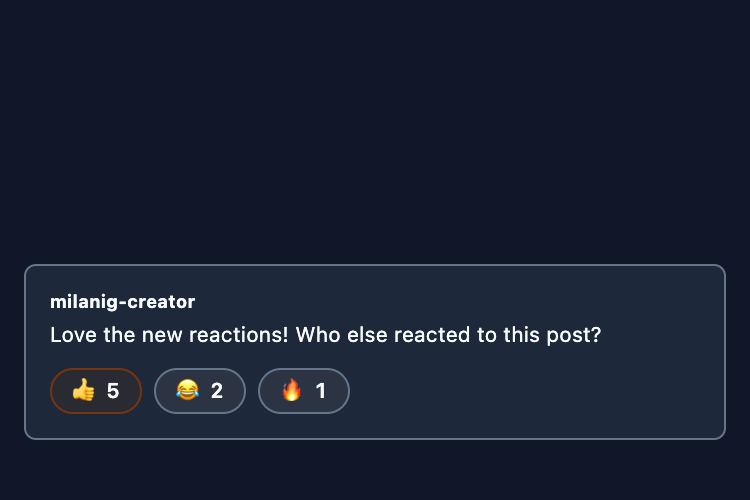 milanig-creator
Love the new reactions! Who else reacted to this post?
👍 5 😂 2 🔥 1